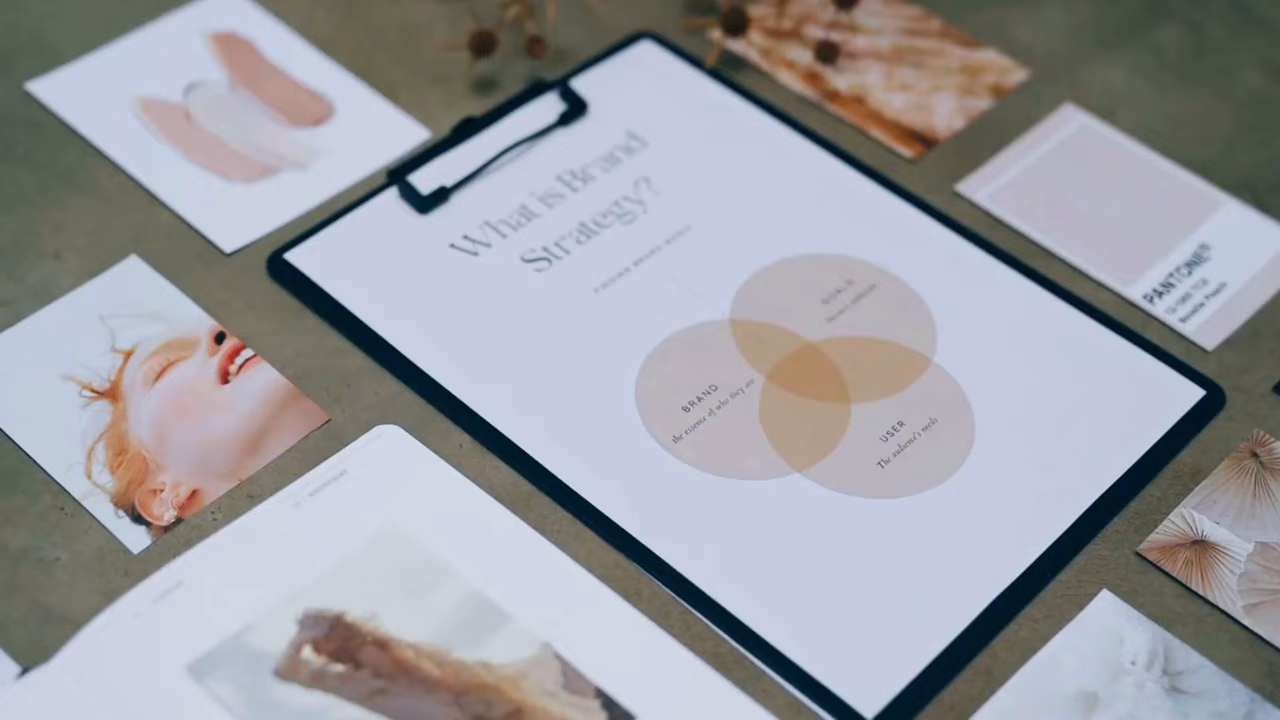 What is Brand
Strategy?
GOALS
BRAND
the essence of who they are
USER
The audience's needs
PANTONE®